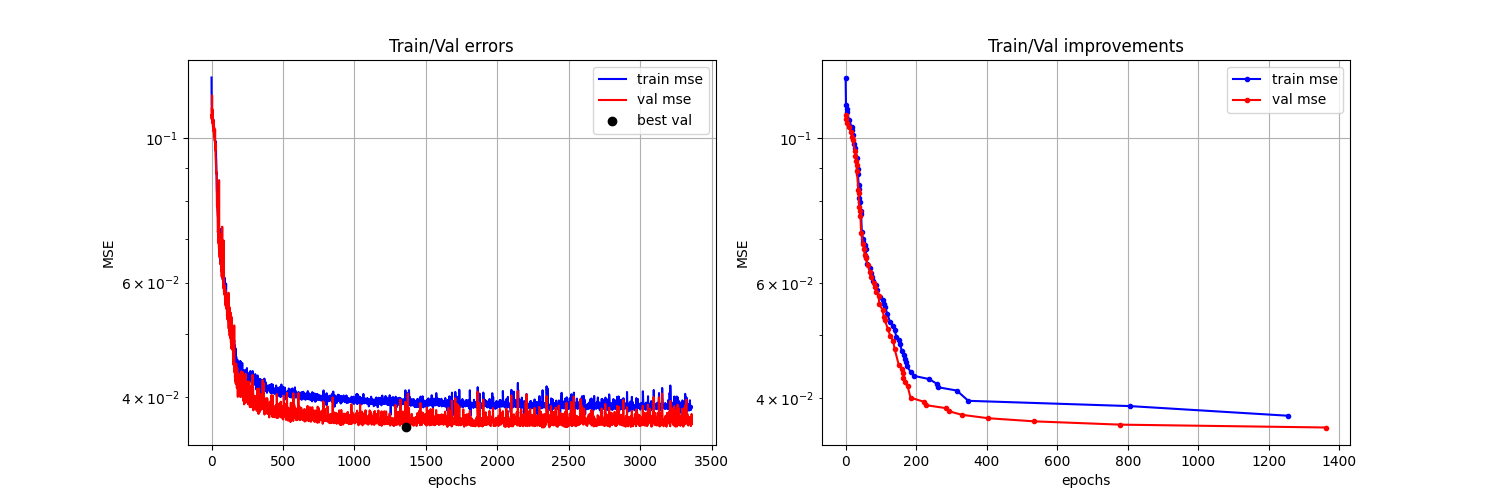 Train/Val errors
train mse
val mse
best val
10⁻¹
6 × 10⁻²
4 × 10⁻²
MSE
0 500 1000 1500 2000 2500 3000 3500
epochs
Train/Val improvements
train mse
val mse
10⁻¹
6 × 10⁻²
4 × 10⁻²
MSE
0 200 400 600 800 1000 1200 1400
epochs